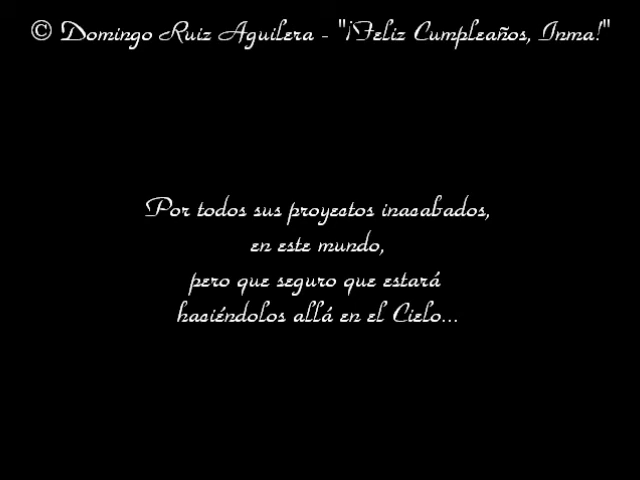 © Domingo Ruiz Aguilera - "¡Feliz Cumpleaños, Inma!"
Por todos sus proyectos inacabados,
en este mundo,
pero que seguro que estará
haciéndolos allá en el Cielo...